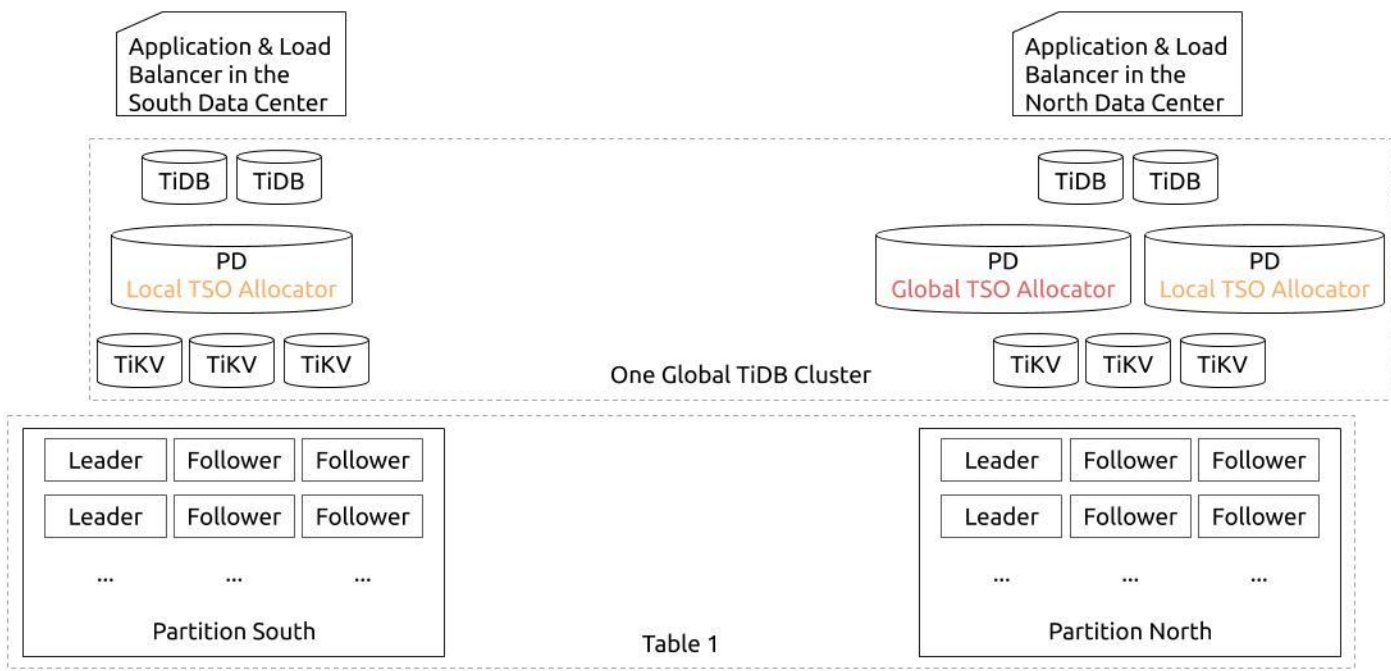 Application & Load
Balancer in the
South Data Center
Application & Load
Balancer in the
North Data Center
TiDB TiDB
TiDB TiDB
PD
Local TSO Allocator
PD
Global TSO Allocator
PD
Local TSO Allocator
TiKV TiKV TiKV
One Global TiDB Cluster
TiKV TiKV TiKV
Leader Follower Follower
Leader Follower Follower
... ... ...
Partition South
Leader Follower Follower
Leader Follower Follower
... ... ...
Partition North
Table 1